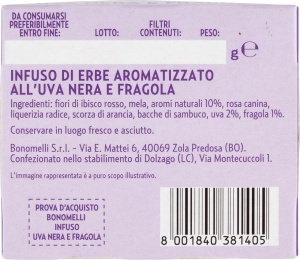 DA CONSUMARSI
PREFERIBILMENTE
ENTRO FINE:
LOTTO:
FILTRI
CONTENUTI:
PESO:
g e
INFUSO DI ERBE AROMATIZZATO
ALL'UVA NERA E FRAGOLA
Ingredienti: fiori di ibisco rosso, mela, aromi naturali 10%, rosa canina,
liquerizia radice, scorza di arancia, bacche di sambuco, uva 2%, fragola 1%.
Conservare in luogo fresco e asciutto.
Bonomelli S.r.l. - Via E. Mattei 6, 40069 Zola Predosa (BO).
Confezionato nello stabilimento di Dolzago (LC), Via Montecuccoli 1.
L'immagine rappresentata è a puro scopo illustrativo.
PROVA D'ACQUISTO
BONOMELLI
INFUSO
UVA NERA E FRAGOLA
8 001840 381405